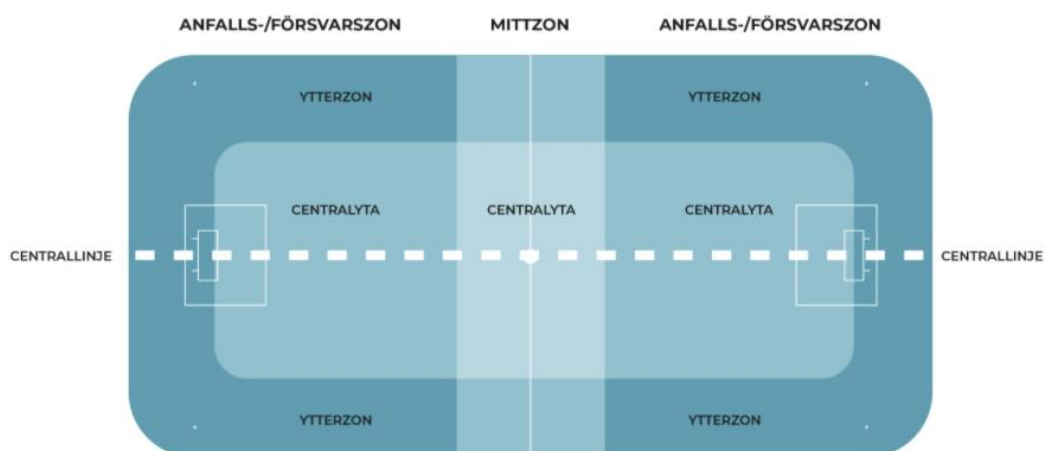 ANFALLS-/FÖRSVARSZON
MITTZON
ANFALLS-/FÖRSVARSZON
YTTERZON
YTTERZON
CENTRALYTA
CENTRALYTA
CENTRALYTA
CENTRALLINJE
CENTRALLINJE
YTTERZON
YTTERZON